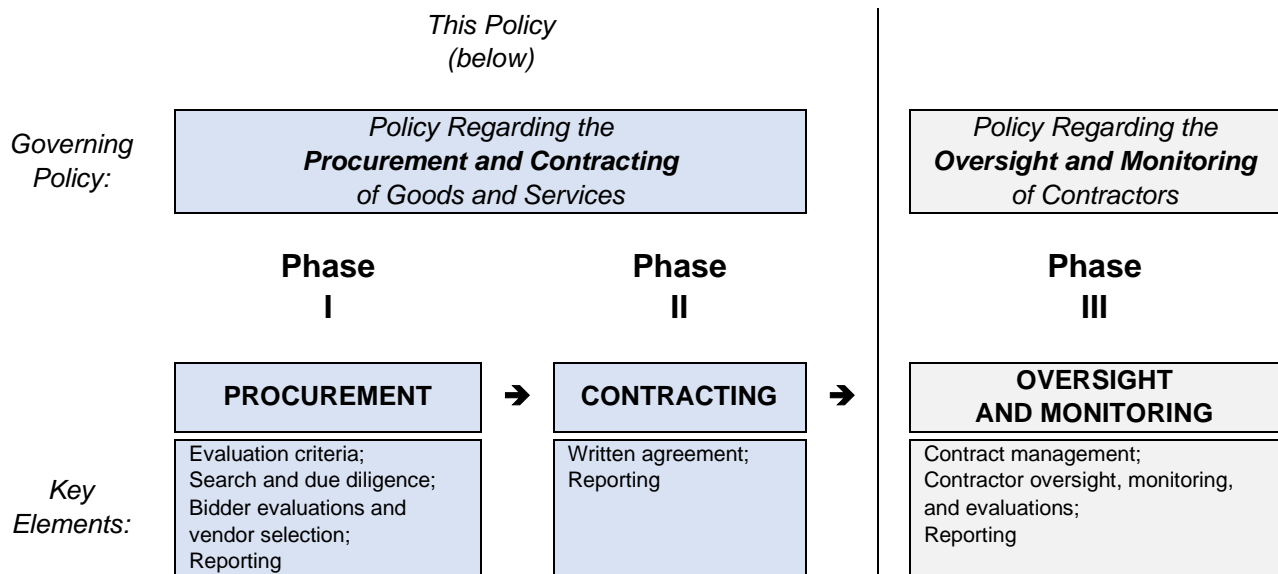 This Policy
(below)
Governing
Policy:
Policy Regarding the
Procurement and Contracting
of Goods and Services
Policy Regarding the
Oversight and Monitoring
of Contractors
Phase
I
Phase
II
Phase
III
PROCUREMENT
➔
CONTRACTING
➔
OVERSIGHT
AND MONITORING
Key
Elements:
Evaluation criteria;
Search and due diligence;
Bidder evaluations and
vendor selection;
Reporting
Written agreement;
Reporting
Contract management;
Contractor oversight, monitoring,
and evaluations;
Reporting